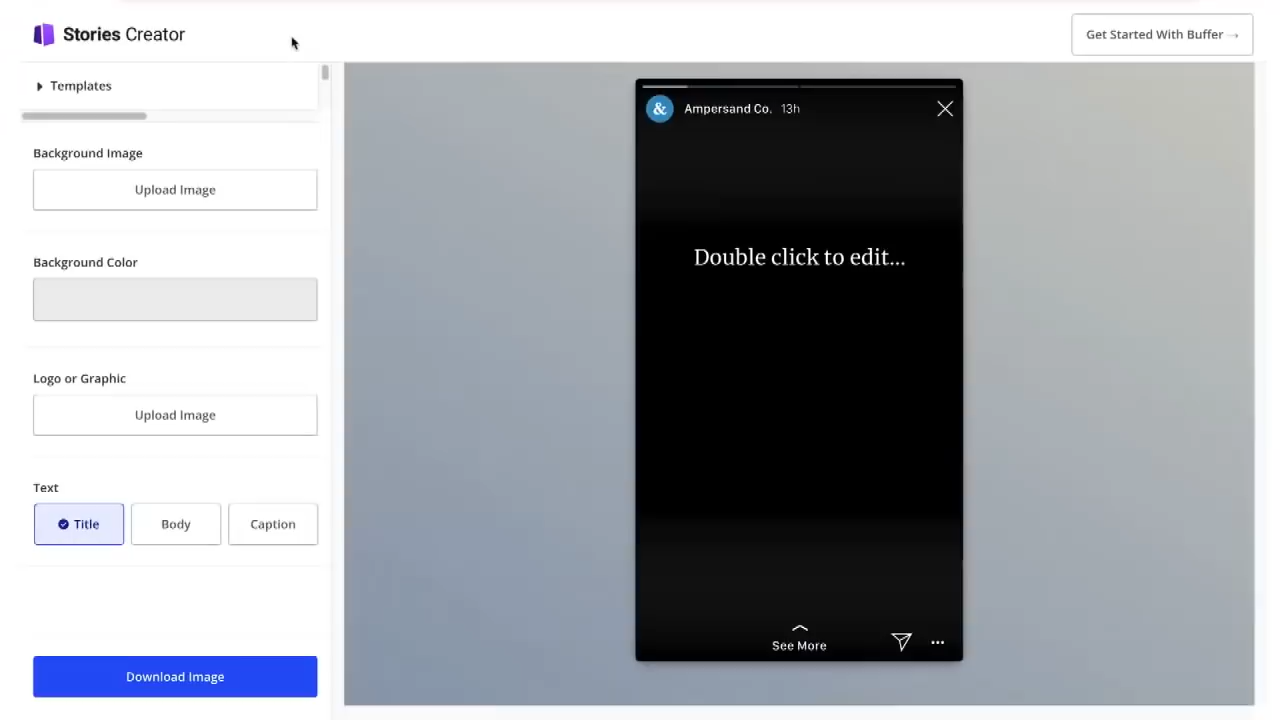 Stories Creator
Get Started With Buffer →
Templates
Background Image
Upload Image
Background Color
Logo or Graphic
Upload Image
Text
Title
Body
Caption
Download Image
& Ampersand Co. 13h
Double click to edit...
See More